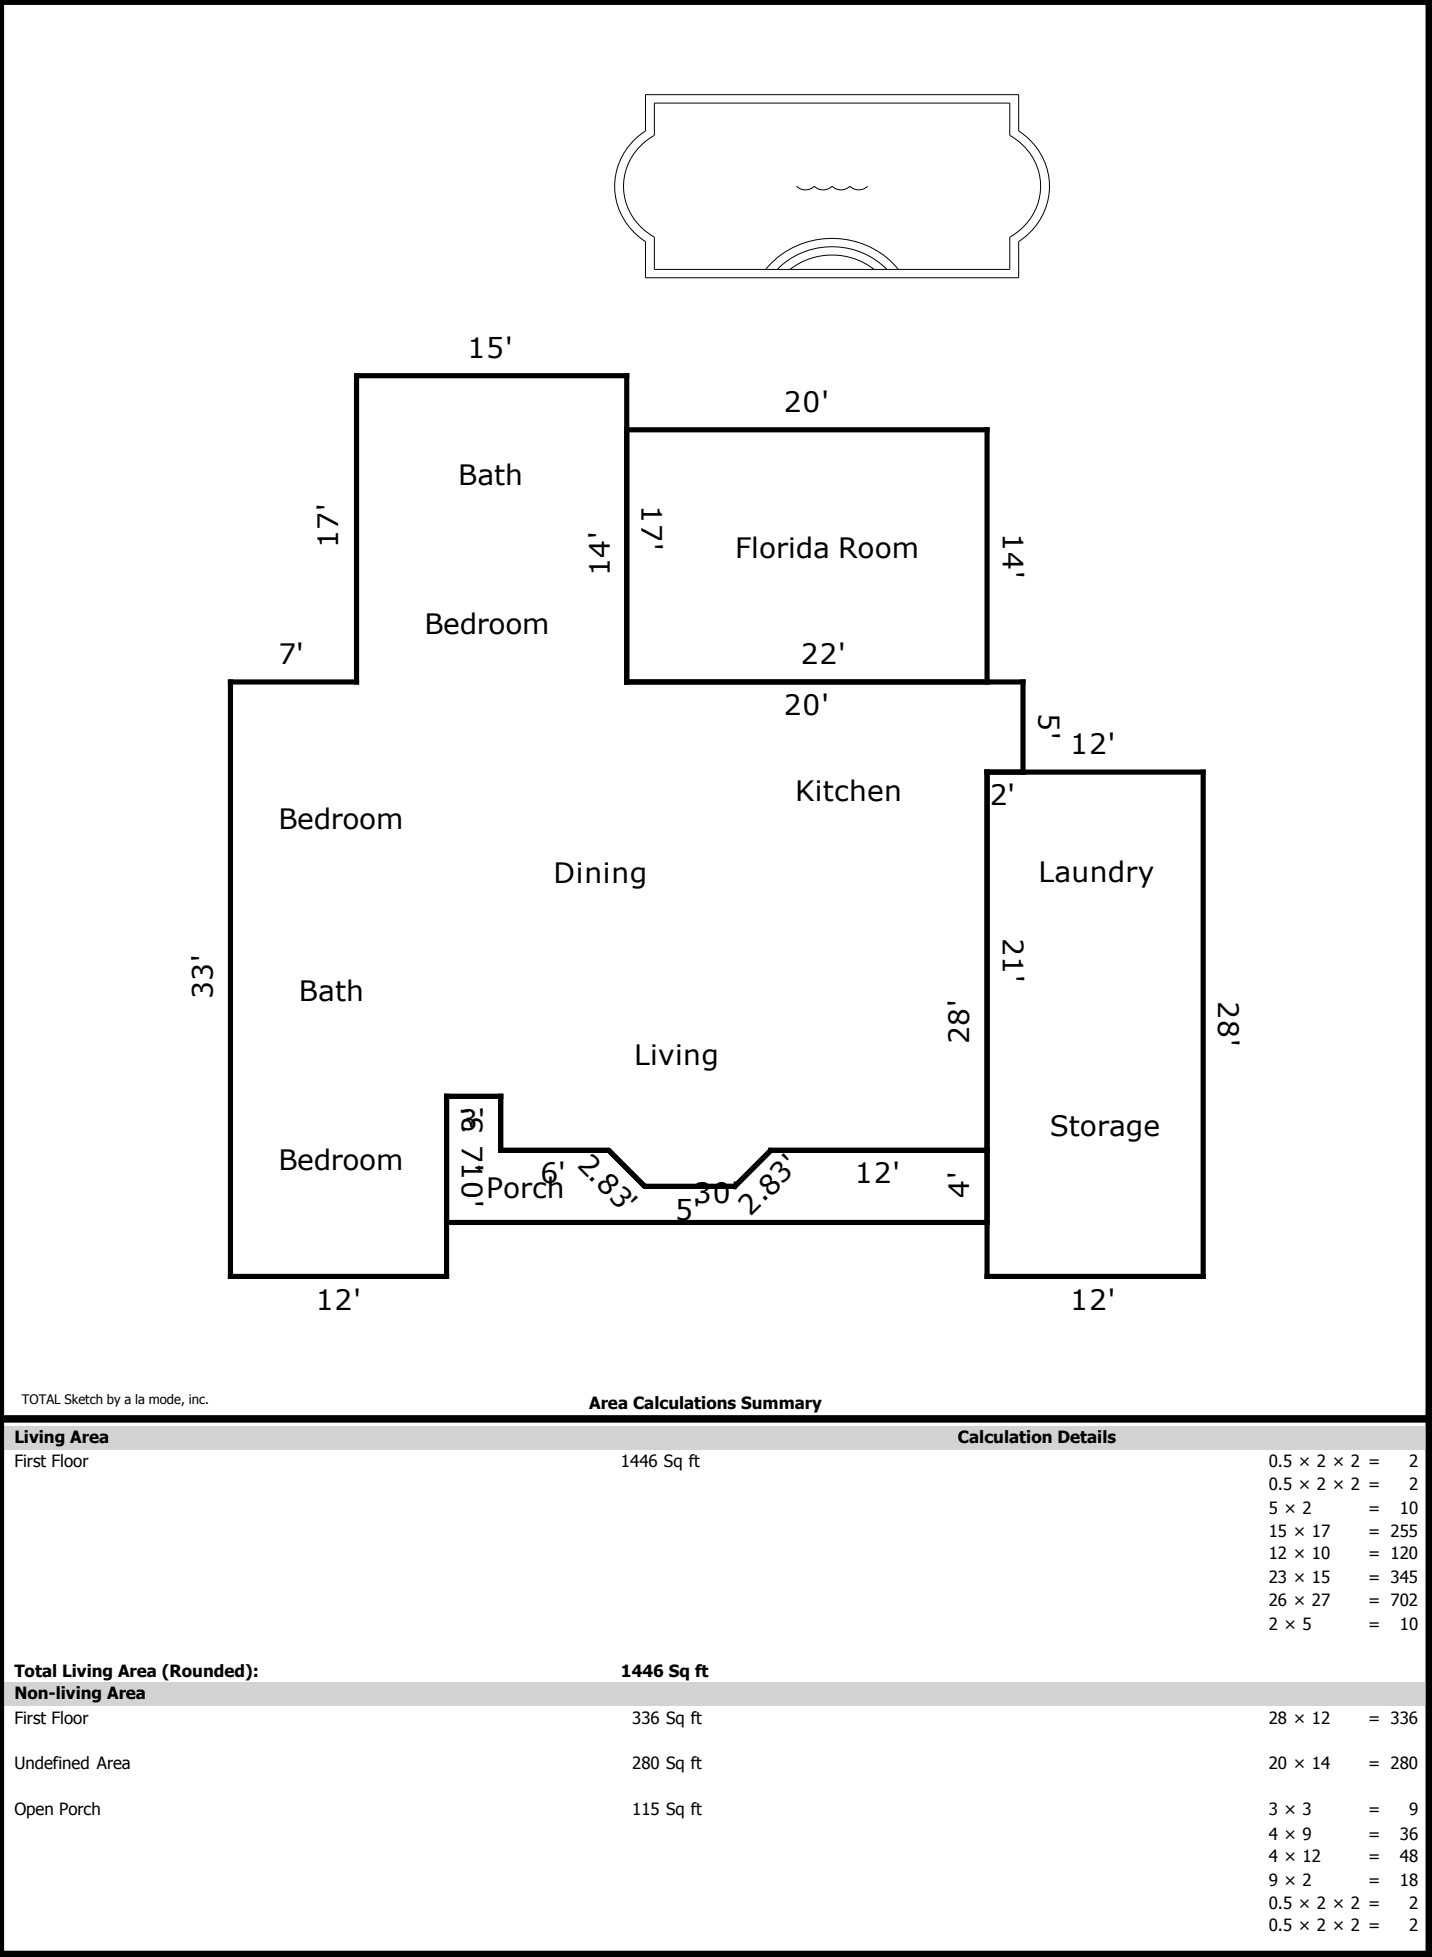 15'
20'
Bath
17'
14'
17'
Florida Room
14'
Bedroom
7'
22'
20'
5'
12'
Kitchen
2'
Bedroom
Dining
Laundry
33'
Bath
21'
28'
28'
Living
3'
3'
Storage
Bedroom
7'
10'
Porch
6'
2.83'
5'
30'
2.83'
12'
4'
12'
12'
TOTAL Sketch by a la mode, inc.
Area Calculations Summary
Living Area Calculation Details
First Floor 1446 Sq ft 0.5 × 2 × 2 = 2
0.5 × 2 × 2 = 2
5 × 2 = 10
15 × 17 = 255
12 × 10 = 120
23 × 15 = 345
26 × 27 = 702
2 × 5 = 10
Total Living Area (Rounded): 1446 Sq ft
Non-living Area
First Floor 336 Sq ft 28 × 12 = 336
Undefined Area 280 Sq ft 20 × 14 = 280
Open Porch 115 Sq ft 3 × 3 = 9
4 × 9 = 36
4 × 12 = 48
9 × 2 = 18
0.5 × 2 × 2 = 2
0.5 × 2 × 2 = 2